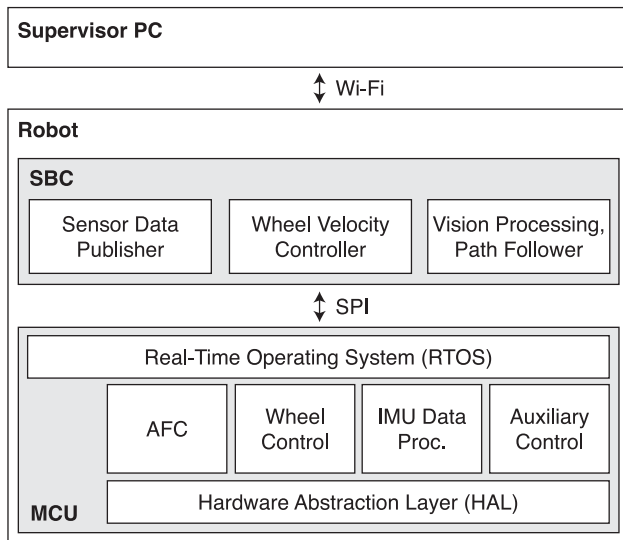 Supervisor PC
Wi-Fi
Robot
SBC
Sensor Data
Publisher
Wheel Velocity
Controller
Vision Processing,
Path Follower
SPI
Real-Time Operating System (RTOS)
AFC
Wheel
Control
IMU Data
Proc.
Auxiliary
Control
Hardware Abstraction Layer (HAL)
MCU